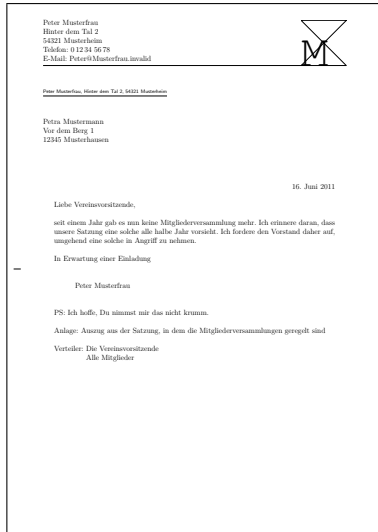 Peter Musterfrau
Hinter dem Tal 2
54321 Musterheim
Telefon: 0 12 34 56 78
E-Mail: Peter@Musterfrau.invalid
M
Peter Musterfrau, Hinter dem Tal 2, 54321 Musterheim
Petra Mustermann
Vor dem Berg 1
12345 Musterhausen
16. Juni 2011
Liebe Vereinsvorsitzende,
seit einem Jahr gab es nun keine Mitgliederversammlung mehr. Ich erinnere daran, dass
unsere Satzung eine solche alle halbe Jahr vorsieht. Ich fordere den Vorstand daher auf,
umgehend eine solche in Angriff zu nehmen.
In Erwartung einer Einladung
Peter Musterfrau
PS: Ich hoffe, Du nimmst mir das nicht krumm.
Anlage: Auszug aus der Satzung, in dem die Mitgliederversammlungen geregelt sind
Verteiler: Die Vereinsvorsitzende
Alle Mitglieder